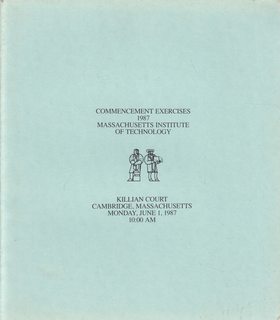 COMMENCEMENT EXERCISES
1987
MASSACHUSETTS INSTITUTE
OF TECHNOLOGY
KILLIAN COURT
CAMBRIDGE, MASSACHUSETTS
MONDAY, JUNE 1, 1987
10:00 AM